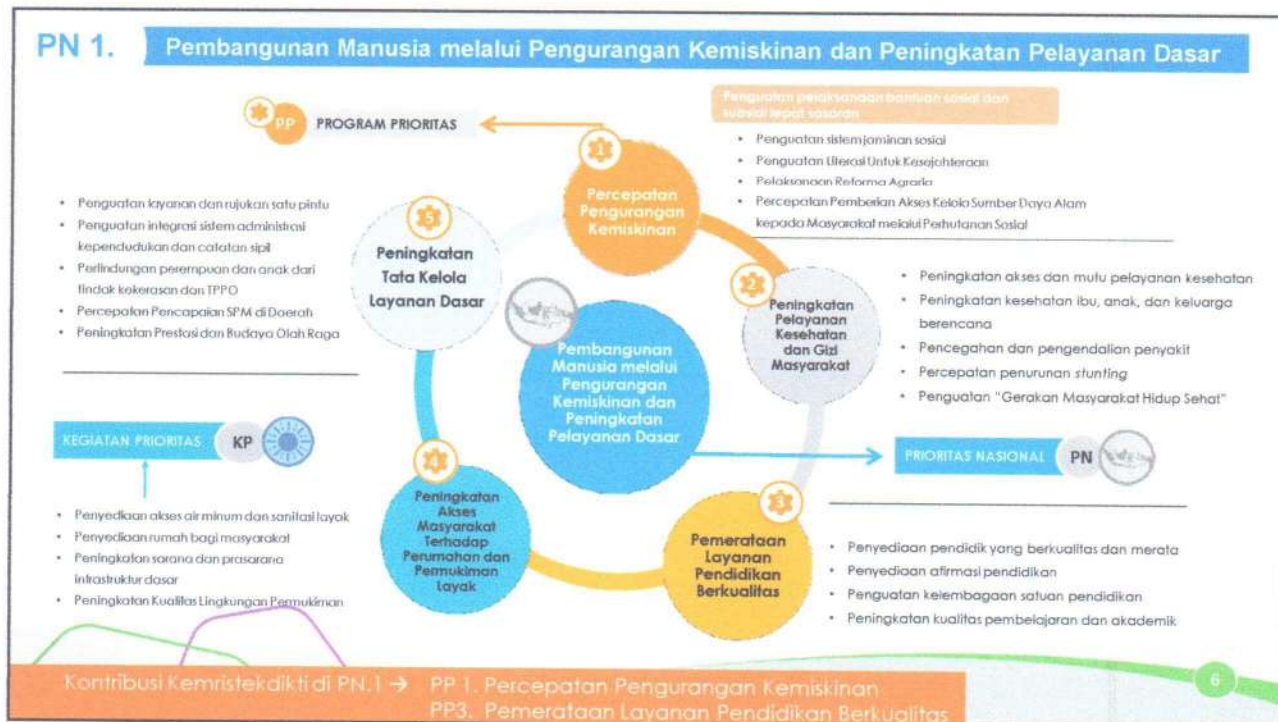 PN 1.
Pembangunan Manusia melalui Pengurangan Kemiskinan dan Peningkatan Pelayanan Dasar
PP
PROGRAM PRIORITAS
1
Percepatan
Pengurangan
Kemiskinan
Penguatan pelaksanaan bantuan sosial dan
subsidi tepat sasaran
• Penguatan sistem jaminan sosial
• Penguatan Literasi Untuk Kesejahteraan
• Pelaksanaan Reforma Agraria
• Percepatan Pemberian Akses Kelola Sumber Daya Alam
kepada Masyarakat melalui Perhutanan Sosial
2
Peningkatan
Pelayanan
Kesehatan
dan Gizi
Masyarakat
• Peningkatan akses dan mutu pelayanan kesehatan
• Peningkatan kesehatan ibu, anak, dan keluarga
berencana
• Pencegahan dan pengendalian penyakit
• Percepatan penurunan stunting
• Penguatan "Gerakan Masyarakat Hidup Sehat"
PRIORITAS NASIONAL
PN
3
Pemerataan
Layanan
Pendidikan
Berkualitas
• Penyediaan pendidik yang berkualitas dan merata
• Penyediaan afirmasi pendidikan
• Penguatan kelembagaan satuan pendidikan
• Peningkatan kualitas pembelajaran dan akademik
Pembangunan
Manusia melalui
Pengurangan
Kemiskinan dan
Peningkatan
Pelayanan Dasar
5
Peningkatan
Tata Kelola
Layanan Dasar
• Penguatan layanan dan rujukan satu pintu
• Penguatan integrasi sistem administrasi
kependudukan dan catatan sipil
• Perlindungan perempuan dan anak dari
tindak kekerasan dan TPPO
• Percepatan Pencapaian SPM di Daerah
• Peningkatan Prestasi dan Budaya Olah Raga
KEGIATAN PRIORITAS
KP
4
Peningkatan
Akses
Masyarakat
Terhadap
Perumahan dan
Permukiman
Layak
• Penyediaan akses air minum dan sanitasi layak
• Penyediaan rumah bagi masyarakat
• Peningkatan sarana dan prasarana
infrastruktur dasar
• Peningkatan Kualitas Lingkungan Permukiman
Kontribusi Kemristekdikti di PN.1 → PP 1. Percepatan Pengurangan Kemiskinan
PP3. Pemerataan Layanan Pendidikan Berkualitas
6